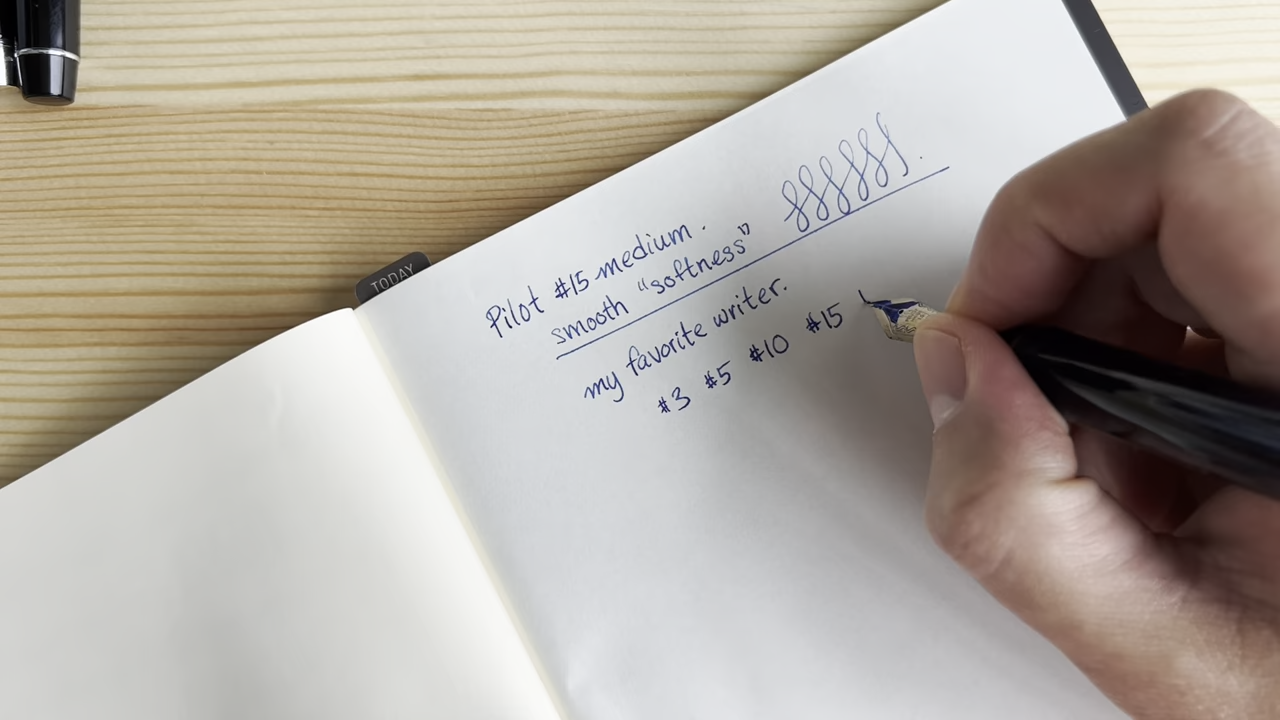 TODAY
Pilot #15 medium.
smooth "softness"
my favorite writer.
#3 #5 #10 #15